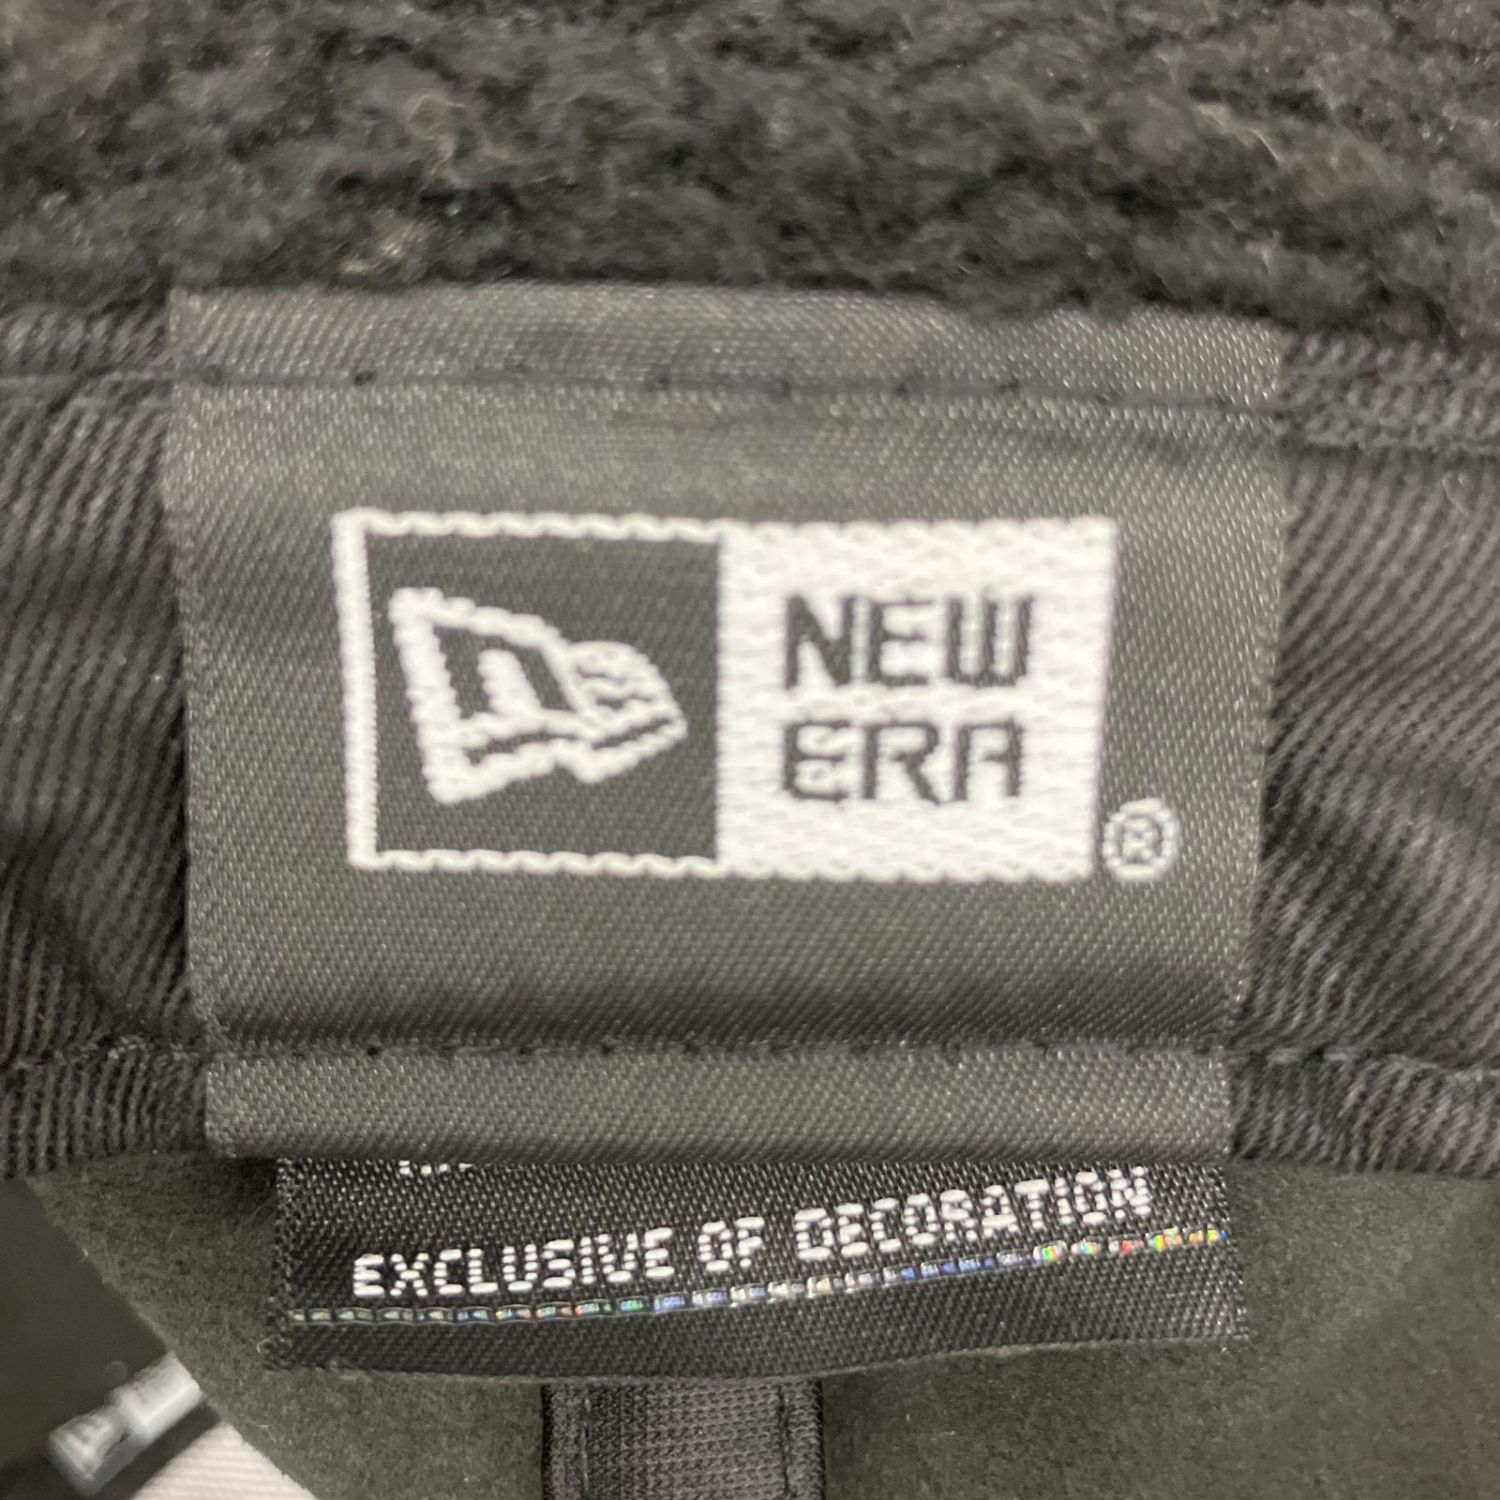 NEW
ERA
®
EXCLUSIVE OF DECORATION